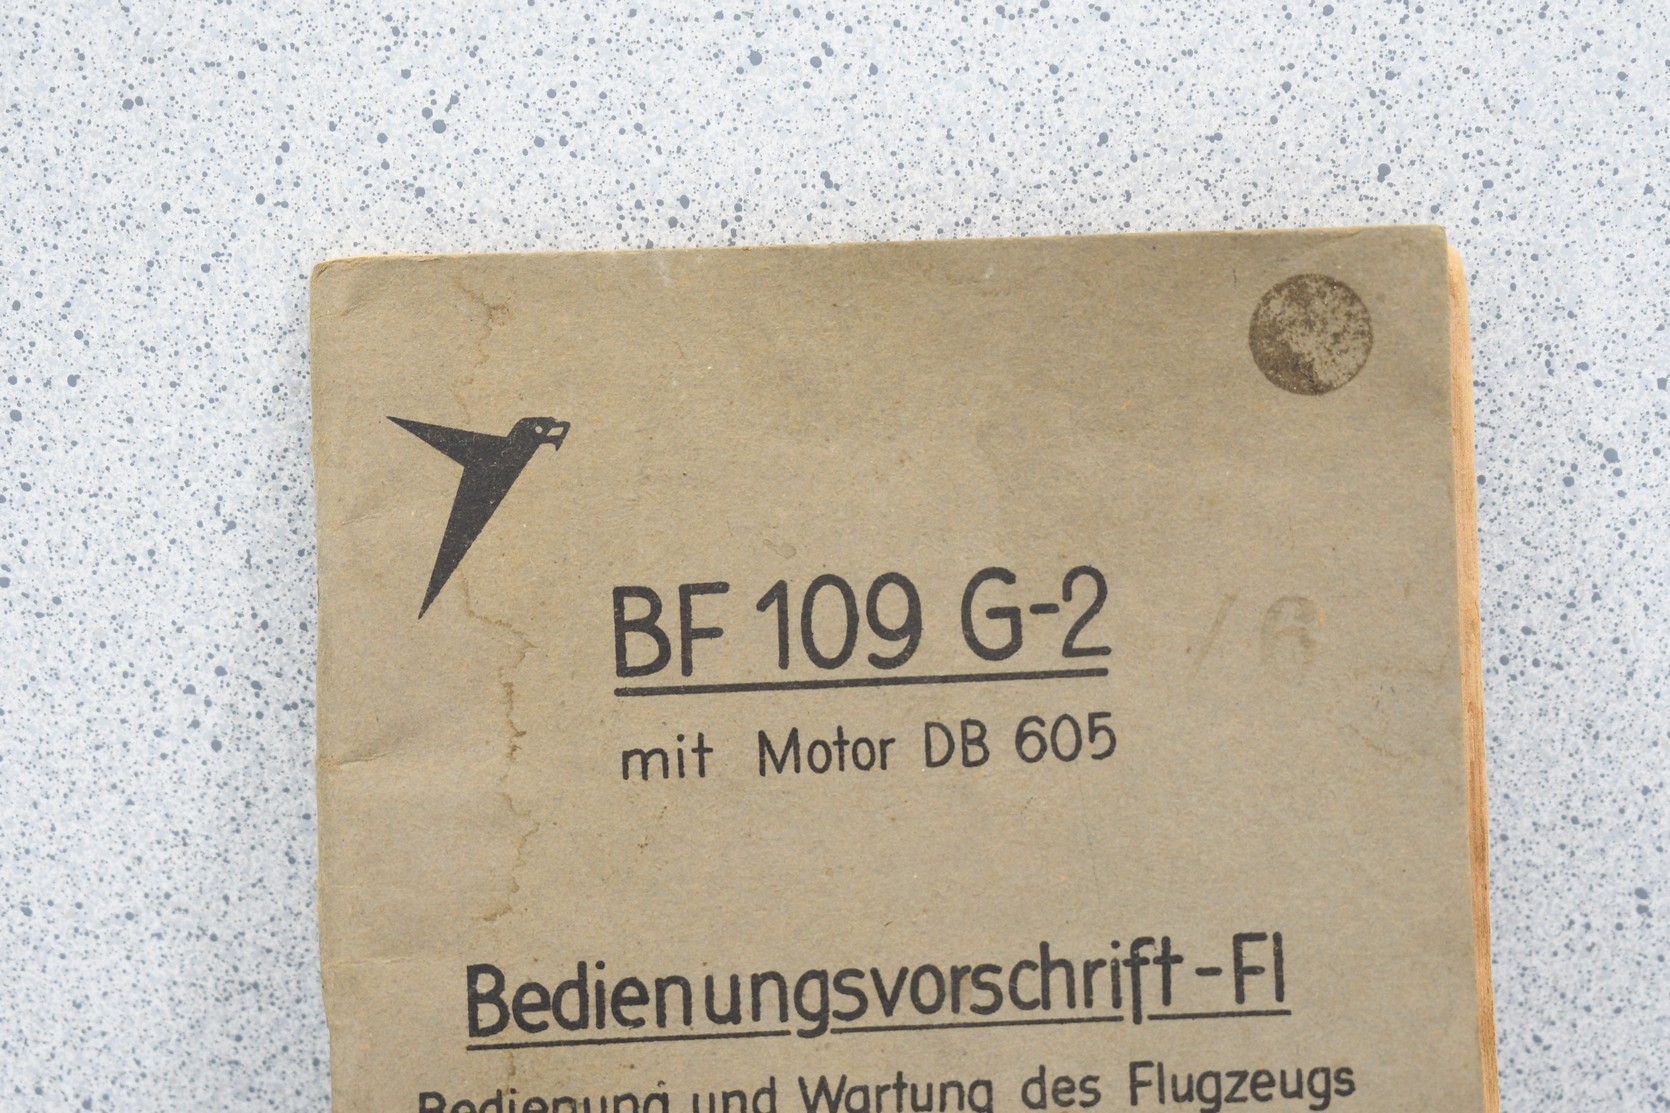 BF 109 G-2
mit Motor DB 605
Bedienungsvorschrift-Fl
Bedienung und Wartung des Flugzeugs